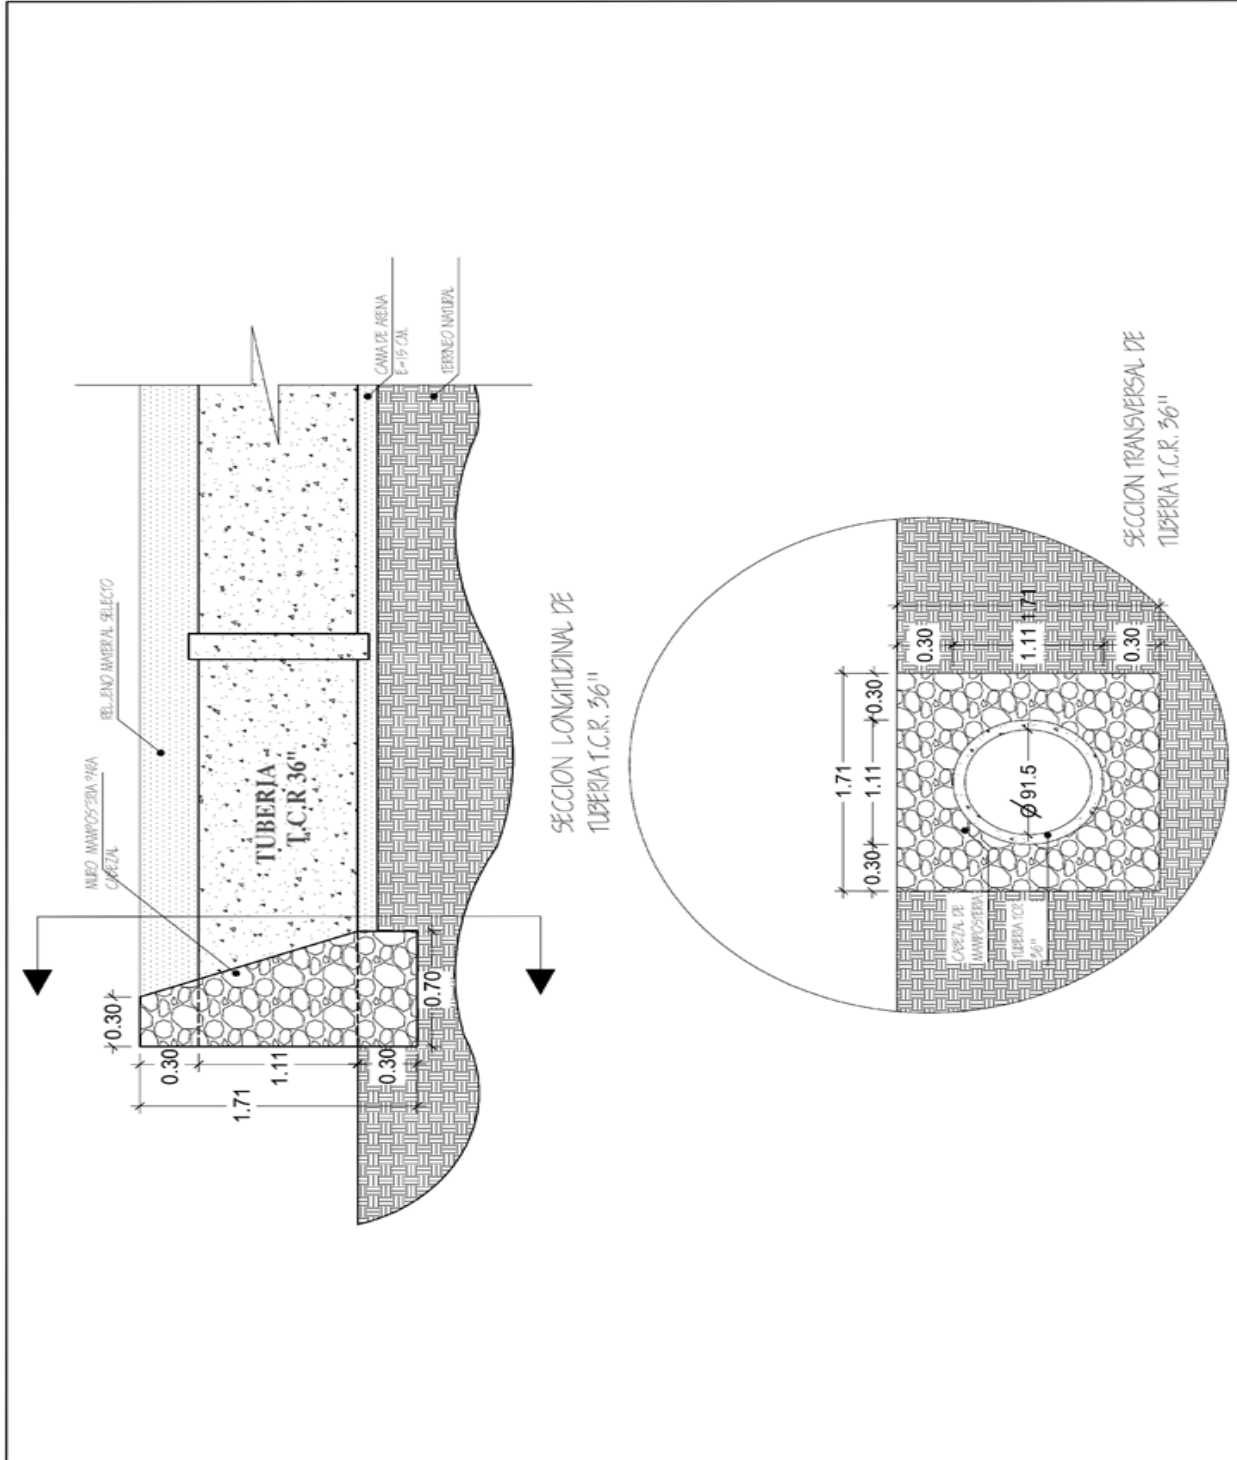 RELLENO MATERIAL SELECTO
MURO MAMPOSTERIA PARA
CABEZAL
TUBERIA
T.C.R 36"
CAMA DE ARENA
E=15 CM.
TERRENO NATURAL
0.30
0.30
1.11
0.30
1.71
0.70
SECCION LONGITUDINAL DE
TUBERIA T.C.R. 36"
1.71
0.30
1.11
0.30
0.30
1.11
0.30
1.71
Ø 91.5
CABEZAL DE
MAMPOSTERIA
TUBERIA TCR
36"
SECCION TRANSVERSAL DE
TUBERIA T.C.R. 36"